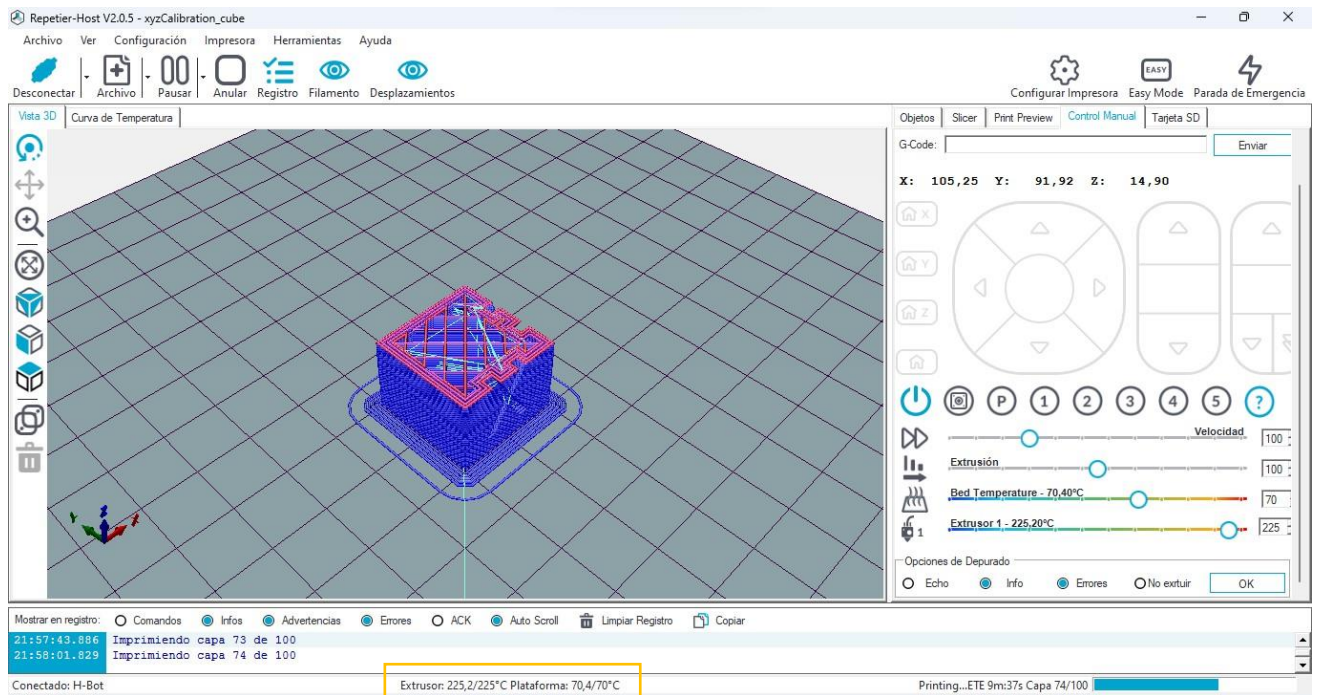 Repetier-Host V2.0.5 - xyzCalibration_cube
Archivo Ver Configuración Impresora Herramientas Ayuda
Desconectar Archivo Pausar Anular Registro Filamento Desplazamientos Configurar Impresora Easy Mode Parada de Emergencia
EASY
Vista 3D Curva de Temperatura
Objetos Slicer Print Preview Control Manual Tarjeta SD
G-Code: Enviar
X: 105,25 Y: 91,92 Z: 14,90
X
Y
Z
P 1 2 3 4 5 ?
Velocidad 100
Extrusión 100
Bed Temperature - 70,40°C 70
1 Extrusor 1 - 225,20°C 225
Opciones de Depurado
Echo Info Errores No exrtuir OK
Y Z X
Mostrar en registro: Comandos Infos Advertencias Errores ACK Auto Scroll Limpiar Registro Copiar
21:57:43.886 Imprimiendo capa 73 de 100
21:58:01.829 Imprimiendo capa 74 de 100
Conectado: H-Bot Extrusor: 225,2/225°C Plataforma: 70,4/70°C Printing...ETE 9m:37s Capa 74/100